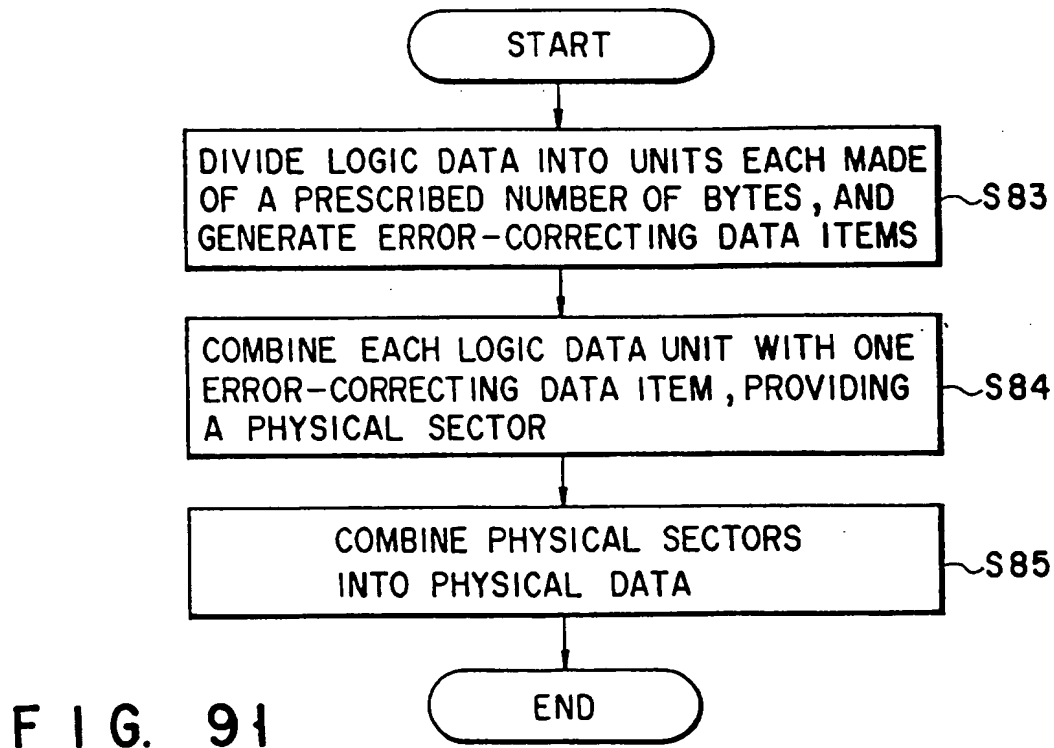 START
DIVIDE LOGIC DATA INTO UNITS EACH MADE
OF A PRESCRIBED NUMBER OF BYTES, AND
GENERATE ERROR-CORRECTING DATA ITEMS
S83
COMBINE EACH LOGIC DATA UNIT WITH ONE
ERROR-CORRECTING DATA ITEM, PROVIDING
A PHYSICAL SECTOR
S84
COMBINE PHYSICAL SECTORS
INTO PHYSICAL DATA
S85
END
FIG. 91